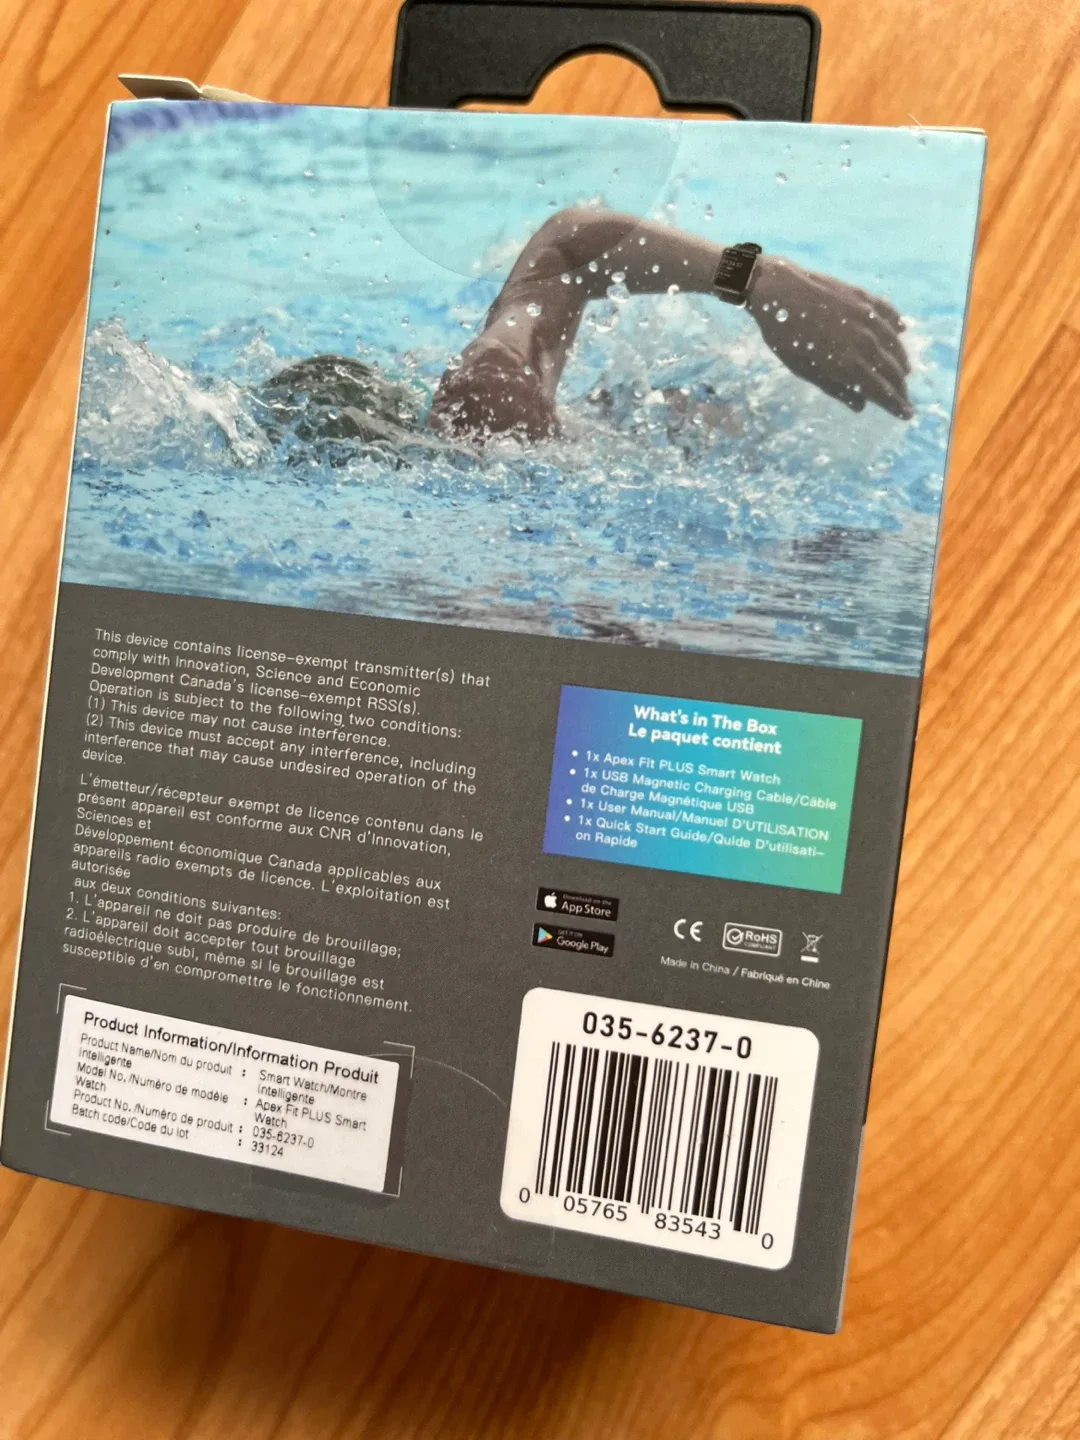 This device contains license-exempt transmitter(s) that
comply with Innovation, Science and Economic
Development Canada's license-exempt RSS(s).
Operation is subject to the following two conditions:
(1) This device may not cause interference.
(2) This device must accept any interference, including
interference that may cause undesired operation of the
device.
L'émetteur/récepteur exempt de licence contenu dans le
présent appareil est conforme aux CNR d'Innovation,
Sciences et
Développement économique Canada applicables aux
appareils radio exempts de licence. L'exploitation est
autorisée
aux deux conditions suivantes:
1. L'appareil ne doit pas produire de brouillage;
2. L'appareil doit accepter tout brouillage
radioélectrique subi, même si le brouillage est
susceptible d'en compromettre le fonctionnement.
What's in The Box
Le paquet contient
• 1x Apex Fit PLUS Smart Watch
• 1x USB Magnetic Charging Cable/Câble
de Charge Magnétique USB
• 1x User Manual/Manuel D'UTILISATION
• 1x Quick Start Guide/Quide D'utilisati-
on Rapide
Download on the
App Store
GET IT ON
Google Play
CE
RoHS
COMPLIANT
Made in China / Fabriqué en Chine
Product Information/Information Produit
Product Name/Nom du produit : Smart Watch/Montre
Intelligente Intelligente
Model No. /Numéro de modéle : Apex Fit PLUS Smart
Watch Watch
Product No. /Numéro de produit : 035-6237-0
Batch code/Code du lot : 33124
035-6237-0
0 05765 83543 0